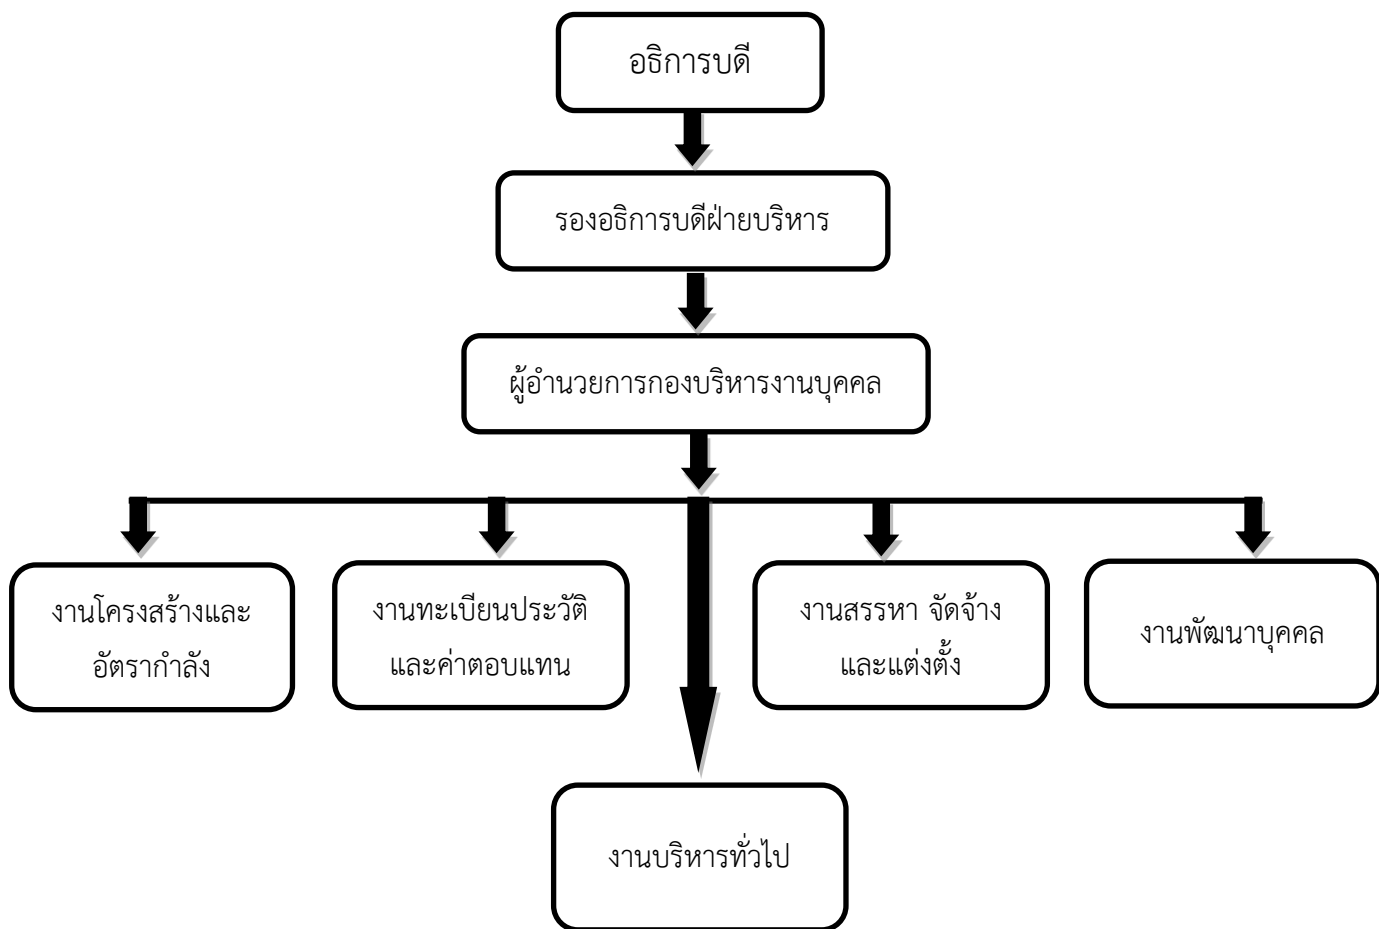 อธิการบดี
รองอธิการบดีฝ่ายบริหาร
ผู้อำนวยการกองบริหารงานบุคคล
งานโครงสร้างและ
อัตรากำลัง
งานทะเบียนประวัติ
และค่าตอบแทน
งานสรรหา จัดจ้าง
และแต่งตั้ง
งานพัฒนาบุคคล
งานบริหารทั่วไป